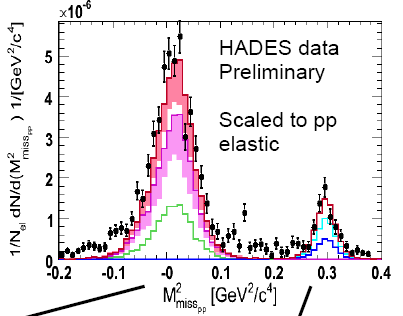 ×10⁻⁶
HADES data
Preliminary
Scaled to pp
elastic
1/N_el dN/d(M²_miss_pp) 1/[GeV²/c⁴]
5
4
3
2
1
0
-0.2 -0.1 -0 0.1 0.2 0.3 0.4
M²_miss_pp [GeV²/c⁴]